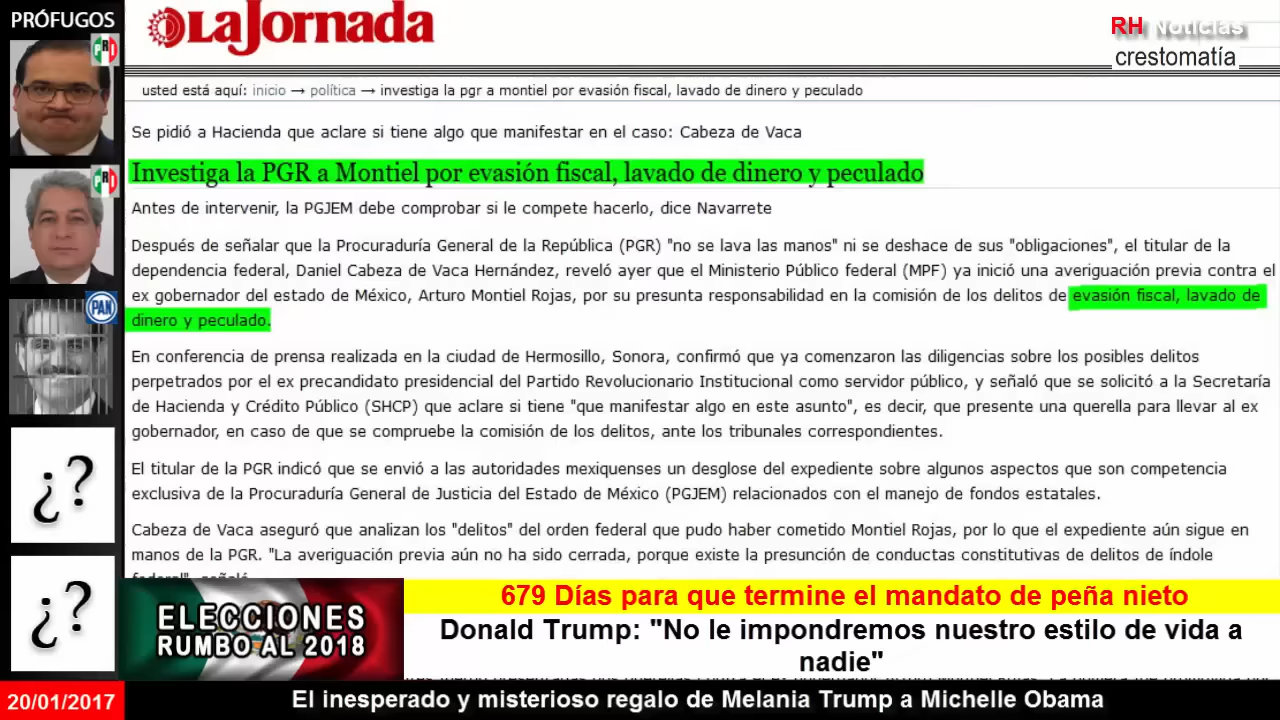 PRÓFUGOS
PRI
PRI
PAN
¿?
¿?
LaJornada
RH Noticias
crestomatía
usted está aquí: inicio → política → investiga la pgr a montiel por evasión fiscal, lavado de dinero y peculado
Se pidió a Hacienda que aclare si tiene algo que manifestar en el caso: Cabeza de Vaca
Investiga la PGR a Montiel por evasión fiscal, lavado de dinero y peculado
Antes de intervenir, la PGJEM debe comprobar si le compete hacerlo, dice Navarrete
Después de señalar que la Procuraduría General de la República (PGR) "no se lava las manos" ni se deshace de sus "obligaciones", el titular de la
dependencia federal, Daniel Cabeza de Vaca Hernández, reveló ayer que el Ministerio Público federal (MPF) ya inició una averiguación previa contra el
ex gobernador del estado de México, Arturo Montiel Rojas, por su presunta responsabilidad en la comisión de los delitos de evasión fiscal, lavado de
dinero y peculado.
En conferencia de prensa realizada en la ciudad de Hermosillo, Sonora, confirmó que ya comenzaron las diligencias sobre los posibles delitos
perpetrados por el ex precandidato presidencial del Partido Revolucionario Institucional como servidor público, y señaló que se solicitó a la Secretaría
de Hacienda y Crédito Público (SHCP) que aclare si tiene "que manifestar algo en este asunto", es decir, que presente una querella para llevar al ex
gobernador, en caso de que se compruebe la comisión de los delitos, ante los tribunales correspondientes.
El titular de la PGR indicó que se envió a las autoridades mexiquenses un desglose del expediente sobre algunos aspectos que son competencia
exclusiva de la Procuraduría General de Justicia del Estado de México (PGJEM) relacionados con el manejo de fondos estatales.
Cabeza de Vaca aseguró que analizan los "delitos" del orden federal que pudo haber cometido Montiel Rojas, por lo que el expediente aún sigue en
manos de la PGR. "La averiguación previa aún no ha sido cerrada, porque existe la presunción de conductas constitutivas de delitos de índole
federal", señaló
ELECCIONES
RUMBO AL 2018
679 Días para que termine el mandato de peña nieto
Donald Trump: "No le impondremos nuestro estilo de vida a
nadie"
20/01/2017
El inesperado y misterioso regalo de Melania Trump a Michelle Obama